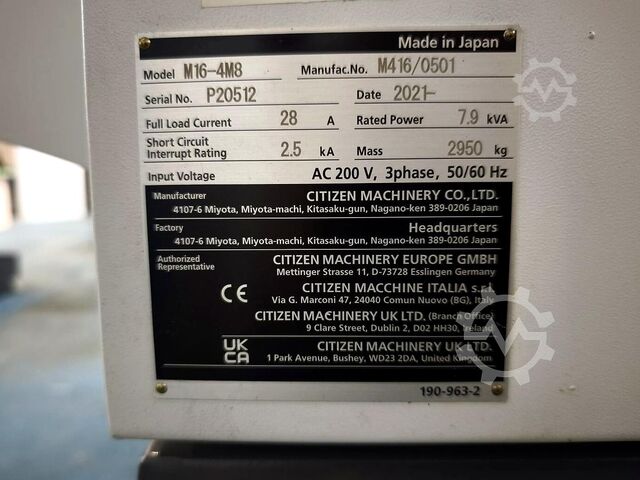 Made in Japan
Model M16-4M8 Manufac.No. M416/0501
Serial No. P20512 Date 2021-
Full Load Current 28 A Rated Power 7.9 kVA
Short Circuit
Interrupt Rating 2.5 kA Mass 2950 kg
Input Voltage AC 200 V, 3phase, 50/60 Hz
Manufacturer CITIZEN MACHINERY CO., LTD.
4107-6 Miyota, Miyota-machi, Kitasaku-gun, Nagano-ken 389-0206 Japan
Factory Headquarters
4107-6 Miyota, Miyota-machi, Kitasaku-gun, Nagano-ken 389-0206 Japan
Authorized
Representative CITIZEN MACHINERY EUROPE GMBH
Mettinger Strasse 11, D-73728 Esslingen Germany
CE CITIZEN MACCHINE ITALIA s.r.l.
Via G. Marconi 47, 24040 Comun Nuovo (BG), Italy
CITIZEN MACHINERY UK LTD. (Branch Office)
9 Clare Street, Dublin 2, D02 HH30, Ireland
UK
CA CITIZEN MACHINERY UK LTD.
1 Park Avenue, Bushey, WD23 2DA, United Kingdom
190-963-2